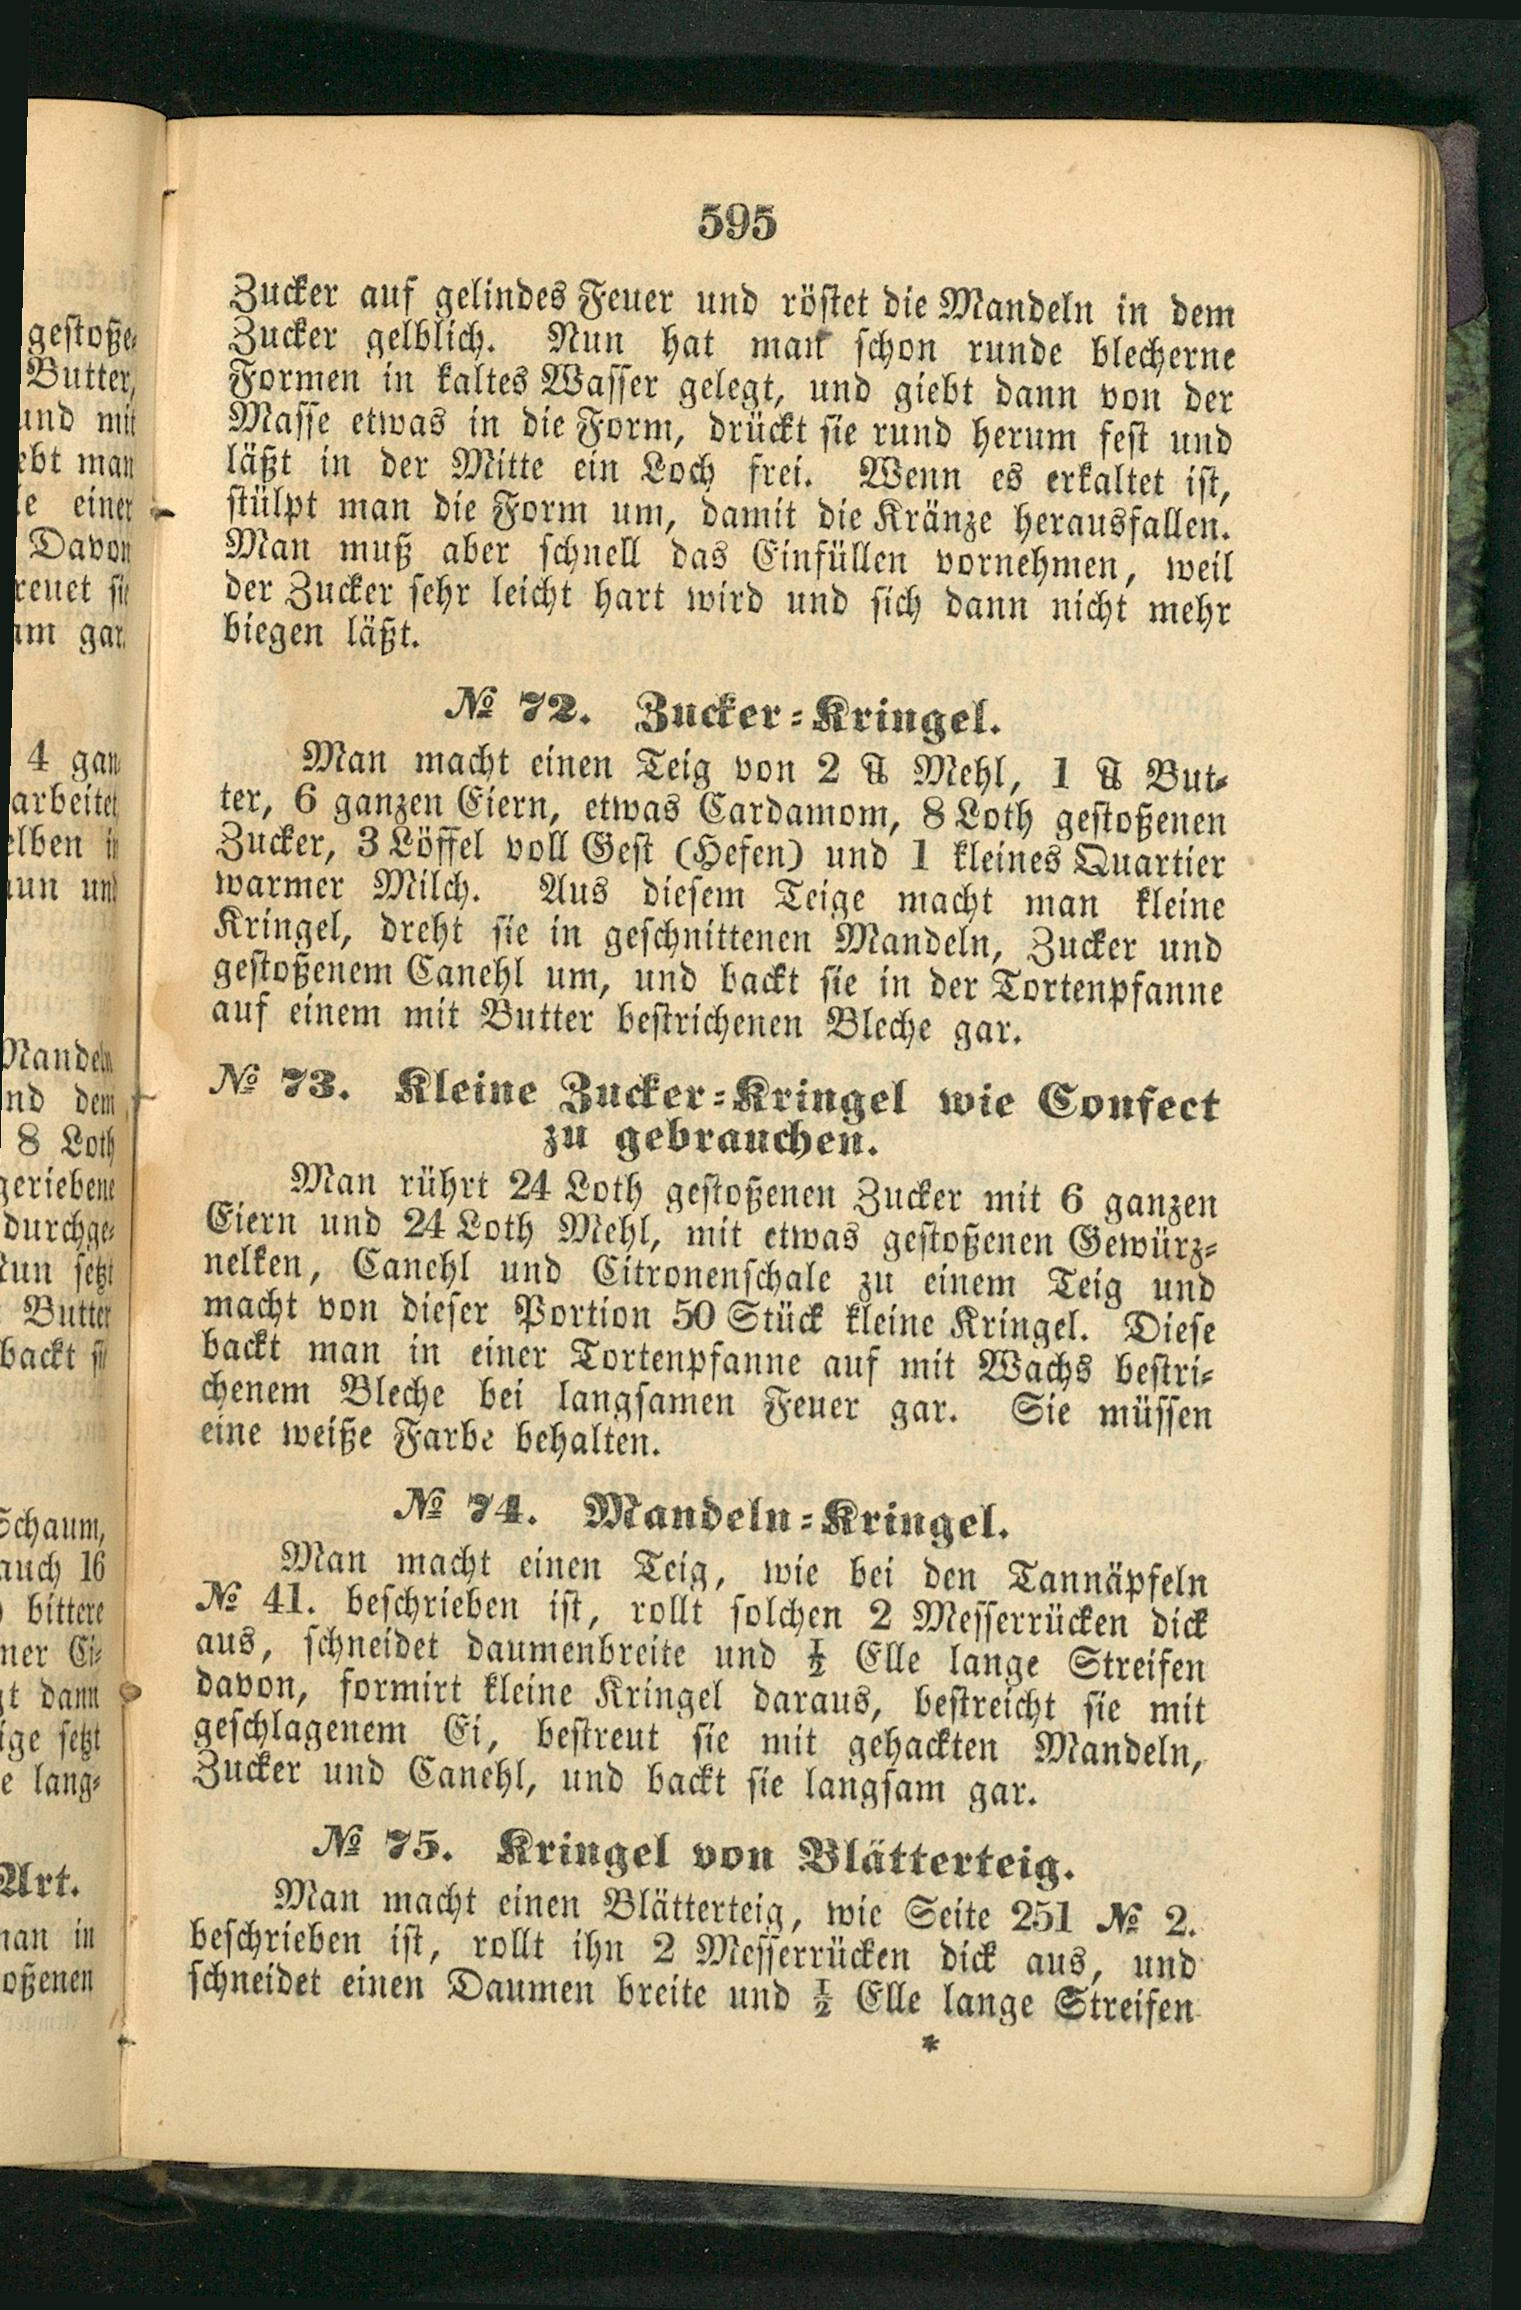 595
Zucker auf gelindes Feuer und röstet die Mandeln in dem
Zucker gelblich. Nun hat man schon runde blecherne
Formen in kaltes Wasser gelegt, und giebt dann von der
Masse etwas in die Form, drückt sie rund herum fest und
läßt in der Mitte ein Loch frei. Wenn es erkaltet ist,
stülpt man die Form um, damit die Kränze herausfallen.
Man muß aber schnell das Einfüllen vornehmen, weil
der Zucker sehr leicht hart wird und sich dann nicht mehr
biegen läßt.
№ 72. Zucker-Kringel.
Man macht einen Teig von 2 ℔ Mehl, 1 ℔ But-
ter, 6 ganzen Eiern, etwas Cardamom, 8 Loth gestoßenen
Zucker, 3 Löffel voll Gest (Hefen) und 1 kleines Quartier
warmer Milch. Aus diesem Teige macht man kleine
Kringel, dreht sie in geschnittenen Mandeln, Zucker und
gestoßenem Canehl um, und backt sie in der Tortenpfanne
auf einem mit Butter bestrichenen Bleche gar.
№ 73. Kleine Zucker-Kringel wie Confect
zu gebrauchen.
Man rührt 24 Loth gestoßenen Zucker mit 6 ganzen
Eiern und 24 Loth Mehl, mit etwas gestoßenen Gewürz-
nelken, Canehl und Citronenschale zu einem Teig und
macht von dieser Portion 50 Stück kleine Kringel. Diese
backt man in einer Tortenpfanne auf mit Wachs bestri-
chenem Bleche bei langsamen Feuer gar. Sie müssen
eine weiße Farbe behalten.
№ 74. Mandeln-Kringel.
Man macht einen Teig, wie bei den Tannäpfeln
№ 41. beschrieben ist, rollt solchen 2 Messerrücken dick
aus, schneidet daumenbreite und ½ Elle lange Streifen
davon, formirt kleine Kringel daraus, bestreicht sie mit
geschlagenem Ei, bestreut sie mit gehackten Mandeln,
Zucker und Canehl, und backt sie langsam gar.
№ 75. Kringel von Blätterteig.
Man macht einen Blätterteig, wie Seite 251 № 2.
beschrieben ist, rollt ihn 2 Messerrücken dick aus, und
schneidet einen Daumen breite und ½ Elle lange Streifen
*